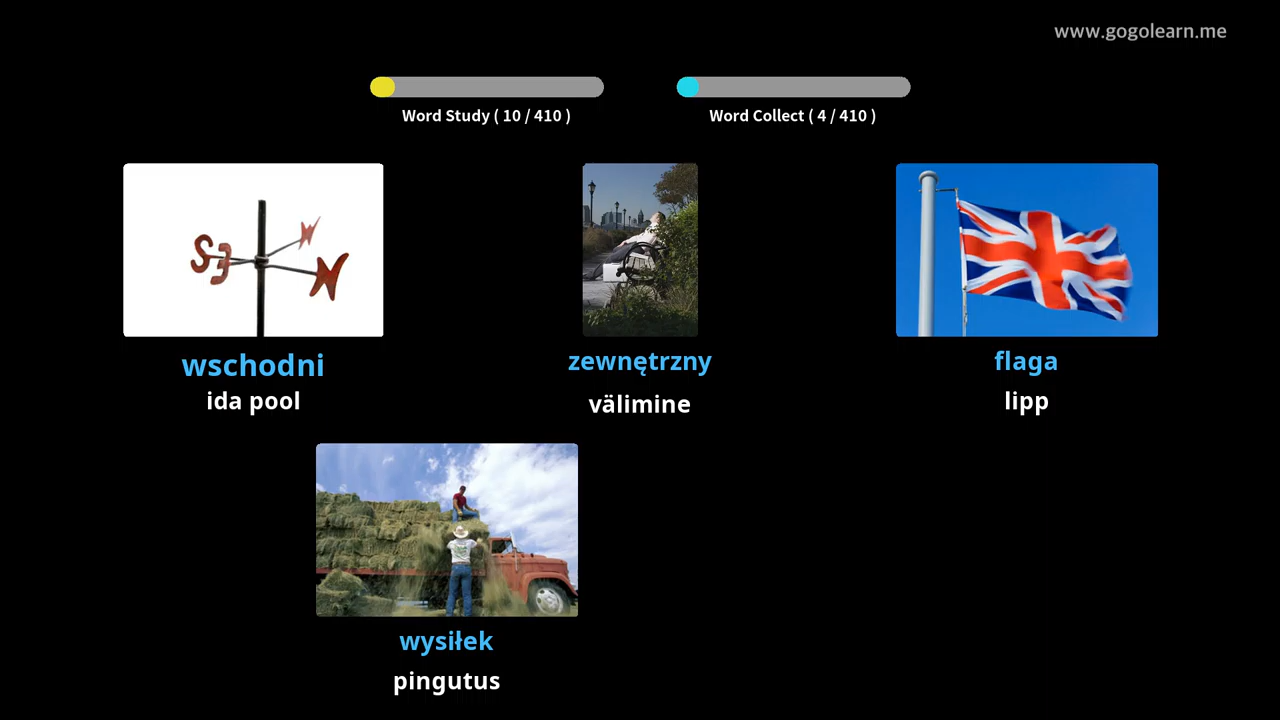 www.gogolearn.me
Word Study ( 10 / 410 )
Word Collect ( 4 / 410 )
wschodni
ida pool
zewnętrzny
välimine
flaga
lipp
wysiłek
pingutus